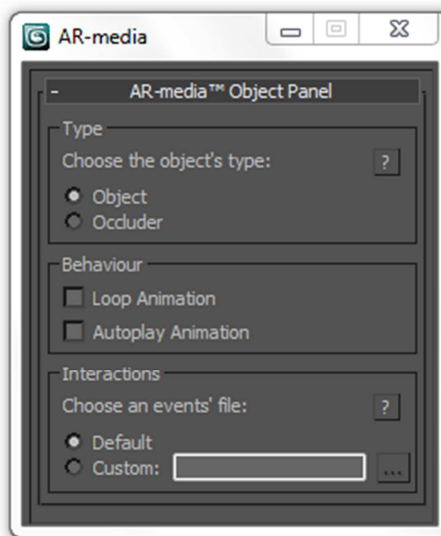 AR-media
- AR-media™ Object Panel
Type
Choose the object's type: ?
Object
Occluder
Behaviour
Loop Animation
Autoplay Animation
Interactions
Choose an events' file: ?
Default
Custom: ...